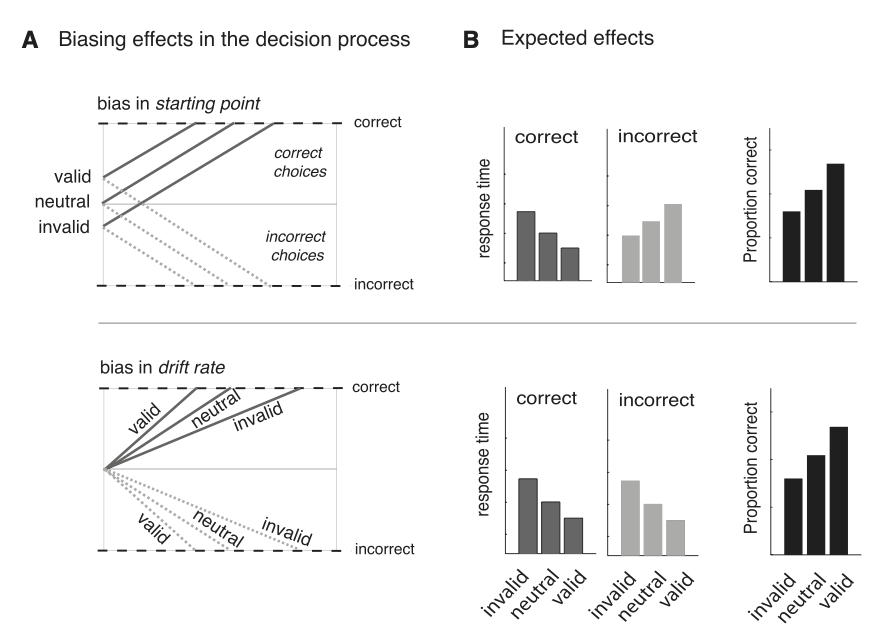 A Biasing effects in the decision process
B Expected effects
bias in starting point
correct
valid
neutral
invalid
correct
choices
incorrect
choices
incorrect
response time
correct
incorrect
Proportion correct
bias in drift rate
correct
valid
neutral
invalid
valid
neutral
invalid
incorrect
response time
correct
incorrect
Proportion correct
invalid
neutral
valid
invalid
neutral
valid
invalid
neutral
valid